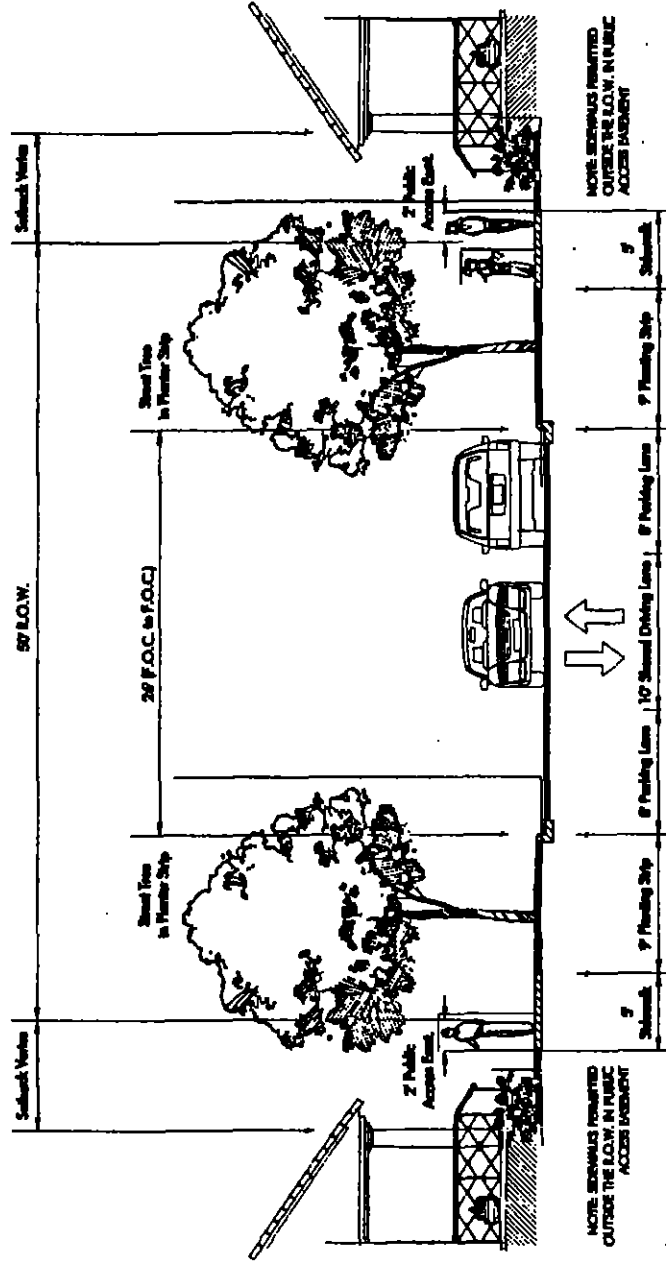 50' R.O.W.
Setback Varies
Setback Varies
26' (F.O.C. to F.O.C.)
Street Tree
in Planter Strip
Street Tree
in Planter Strip
2' Public
Access Esmt.
2' Public
Access Esmt.
5'
Sidewalk
9' Planting Strip
8' Parking Lane
10' Shared Driving Lane
8' Parking Lane
9' Planting Strip
5'
Sidewalk
NOTE: SIDEWALKS PERMITTED
OUTSIDE THE R.O.W. IN PUBLIC
ACCESS EASEMENT
NOTE: SIDEWALKS PERMITTED
OUTSIDE THE R.O.W. IN PUBLIC
ACCESS EASEMENT